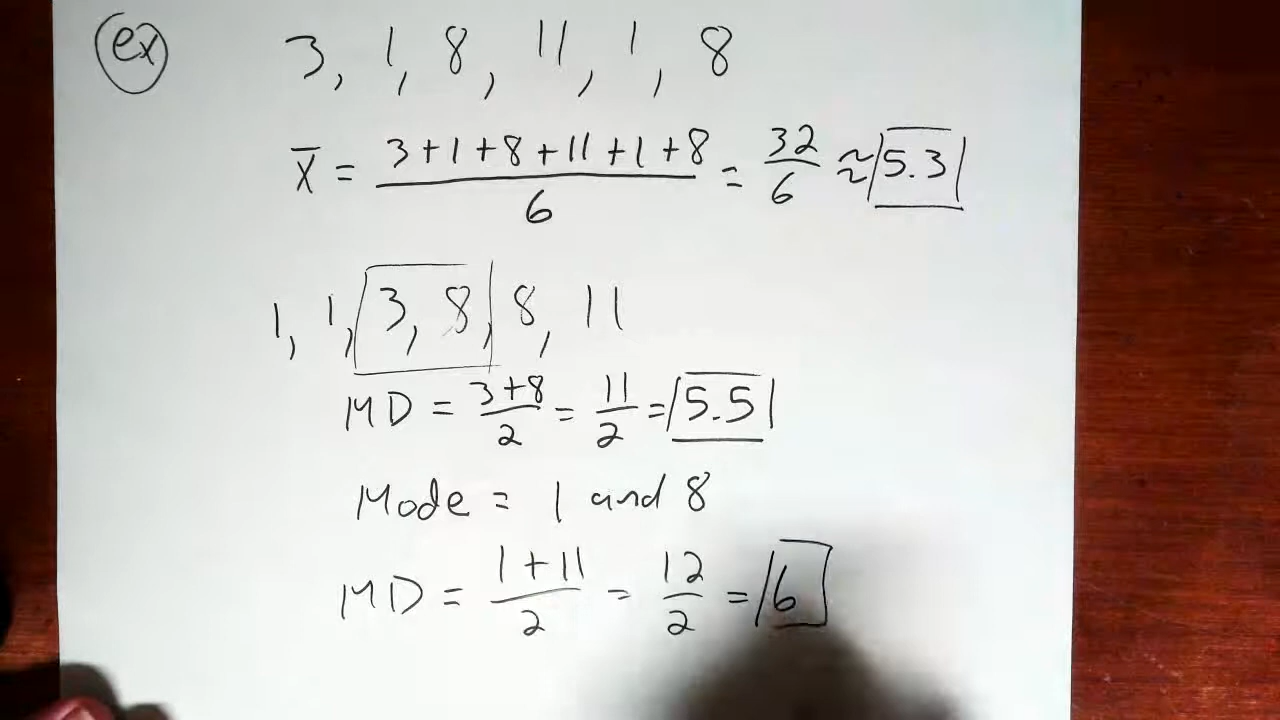 ex 3, 1, 8, 11, 1, 8
x̄ = (3+1+8+11+1+8)/6 = 32/6 ≈ 5.3
1, 1, 3, 8, 8, 11
MD = (3+8)/2 = 11/2 = 5.5
Mode = 1 and 8
MD = (1+11)/2 = 12/2 = 6